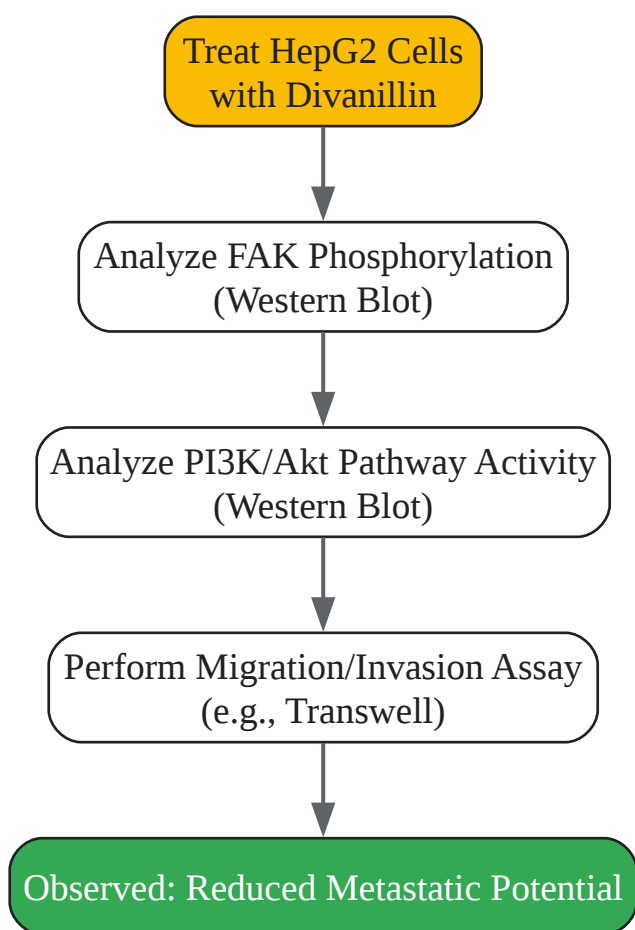 Treat HepG2 Cells
with Divanillin
Analyze FAK Phosphorylation
(Western Blot)
Analyze PI3K/Akt Pathway Activity
(Western Blot)
Perform Migration/Invasion Assay
(e.g., Transwell)
Observed: Reduced Metastatic Potential